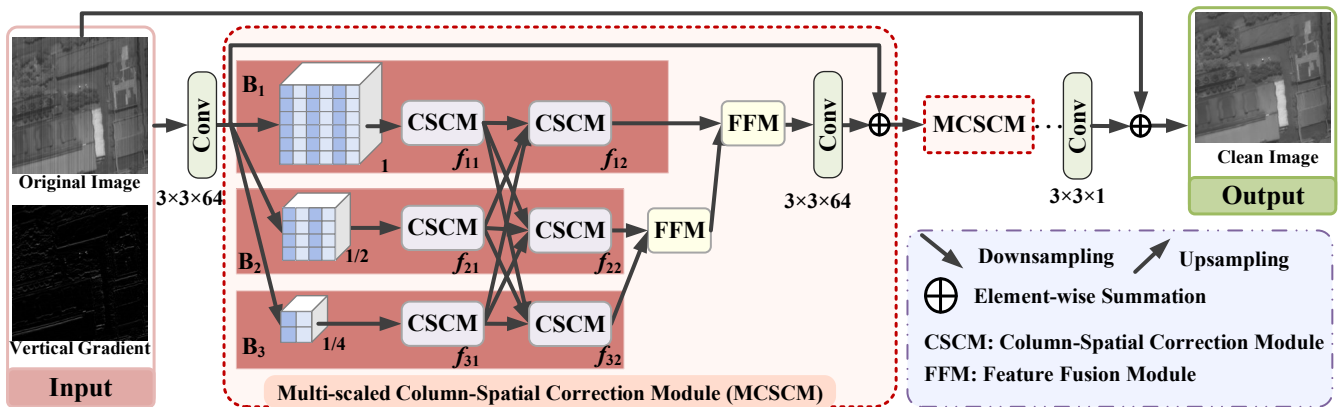 Original Image
Vertical Gradient
Input
Conv
3×3×64
B1
1
CSCM
f11
CSCM
f12
B2
1/2
CSCM
f21
CSCM
f22
B3
1/4
CSCM
f31
CSCM
f32
FFM
FFM
Conv
3×3×64
Multi-scaled Column-Spatial Correction Module (MCSCM)
MCSCM
...
Conv
3×3×1
Clean Image
Output
Downsampling
Upsampling
Element-wise Summation
CSCM: Column-Spatial Correction Module
FFM: Feature Fusion Module